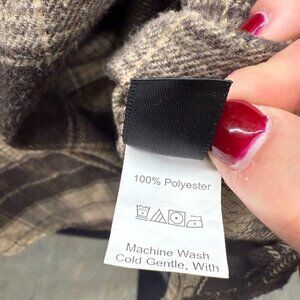 100% Polyester
Machine Wash
Cold Gentle, With